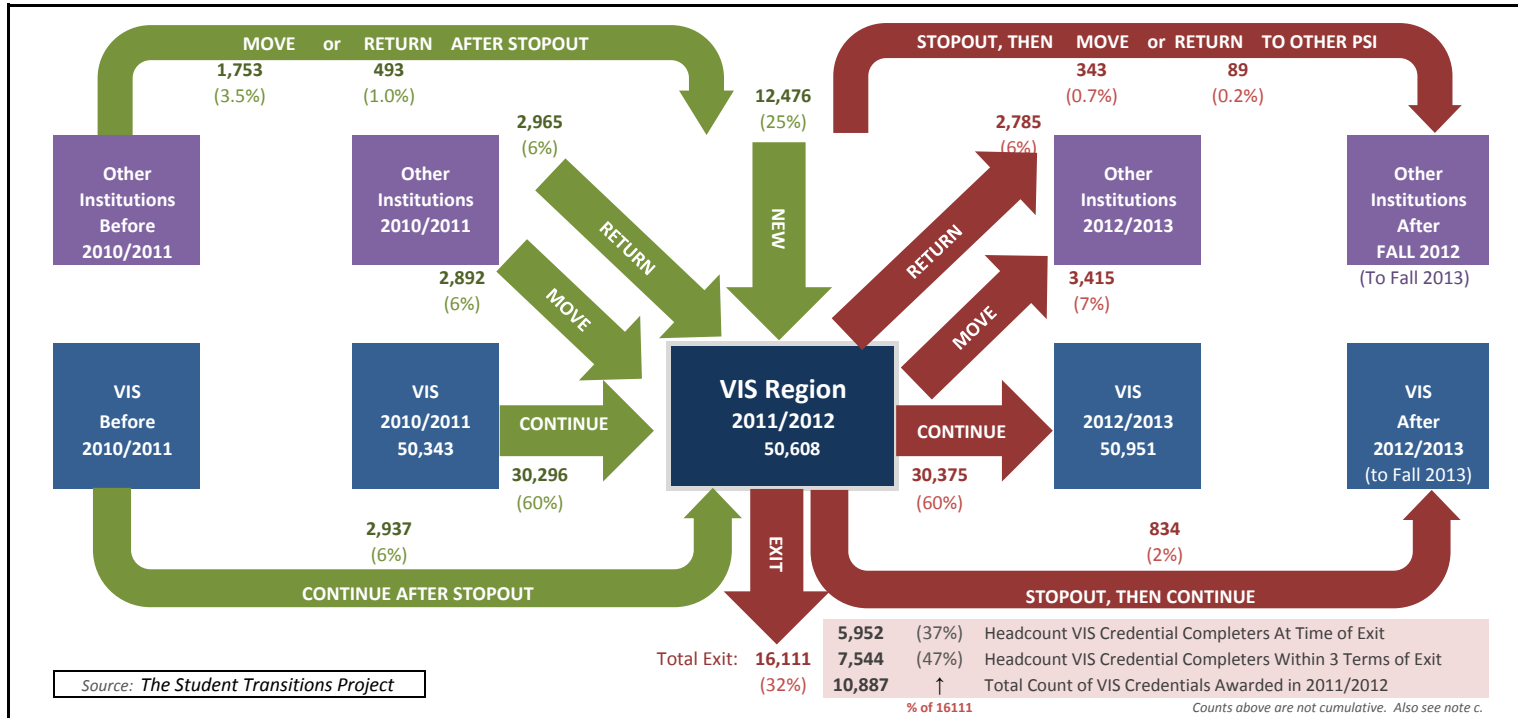 MOVE or RETURN AFTER STOPOUT
1,753 493
(3.5%) (1.0%)
STOPOUT, THEN MOVE or RETURN TO OTHER PSI
343 89
(0.7%) (0.2%)
12,476
(25%)
NEW
2,965
(6%)
RETURN
2,785
(6%)
RETURN
Other
Institutions
Before
2010/2011
Other
Institutions
2010/2011
Other
Institutions
2012/2013
Other
Institutions
After
FALL 2012
(To Fall 2013)
2,892
(6%)
MOVE
3,415
(7%)
MOVE
VIS
Before
2010/2011
VIS
2010/2011
50,343
CONTINUE
30,296
(60%)
VIS Region
2011/2012
50,608
CONTINUE
30,375
(60%)
VIS
2012/2013
50,951
VIS
After
2012/2013
(to Fall 2013)
2,937
(6%)
CONTINUE AFTER STOPOUT
EXIT
834
(2%)
STOPOUT, THEN CONTINUE
Total Exit: 16,111
(32%)
5,952 (37%) Headcount VIS Credential Completers At Time of Exit
7,544 (47%) Headcount VIS Credential Completers Within 3 Terms of Exit
10,887 ↑ Total Count of VIS Credentials Awarded in 2011/2012
% of 16111 Counts above are not cumulative. Also see note c.
Source: The Student Transitions Project